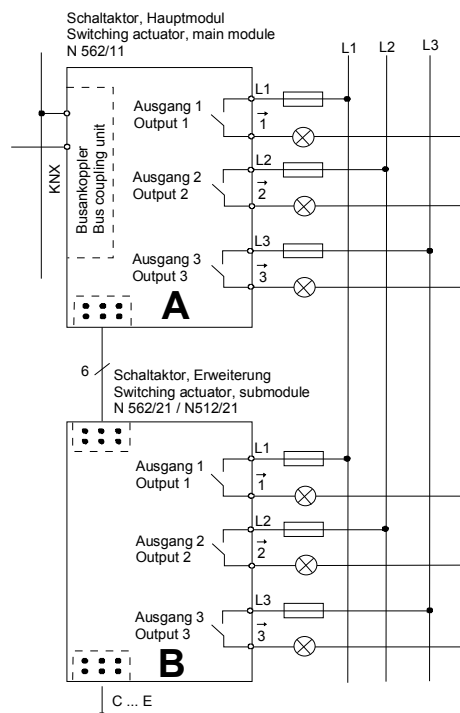 Schaltaktor, Hauptmodul
Switching actuator, main module
N 562/11
L1
L2
L3
L1
Ausgang 1
Output 1
1
L2
Ausgang 2
Output 2
2
L3
Ausgang 3
Output 3
3
KNX
Busankoppler
Bus coupling unit
A
6
Schaltaktor, Erweiterung
Switching actuator, submodule
N 562/21 / N512/21
L1
Ausgang 1
Output 1
1
L2
Ausgang 2
Output 2
2
L3
Ausgang 3
Output 3
3
B
C ... E